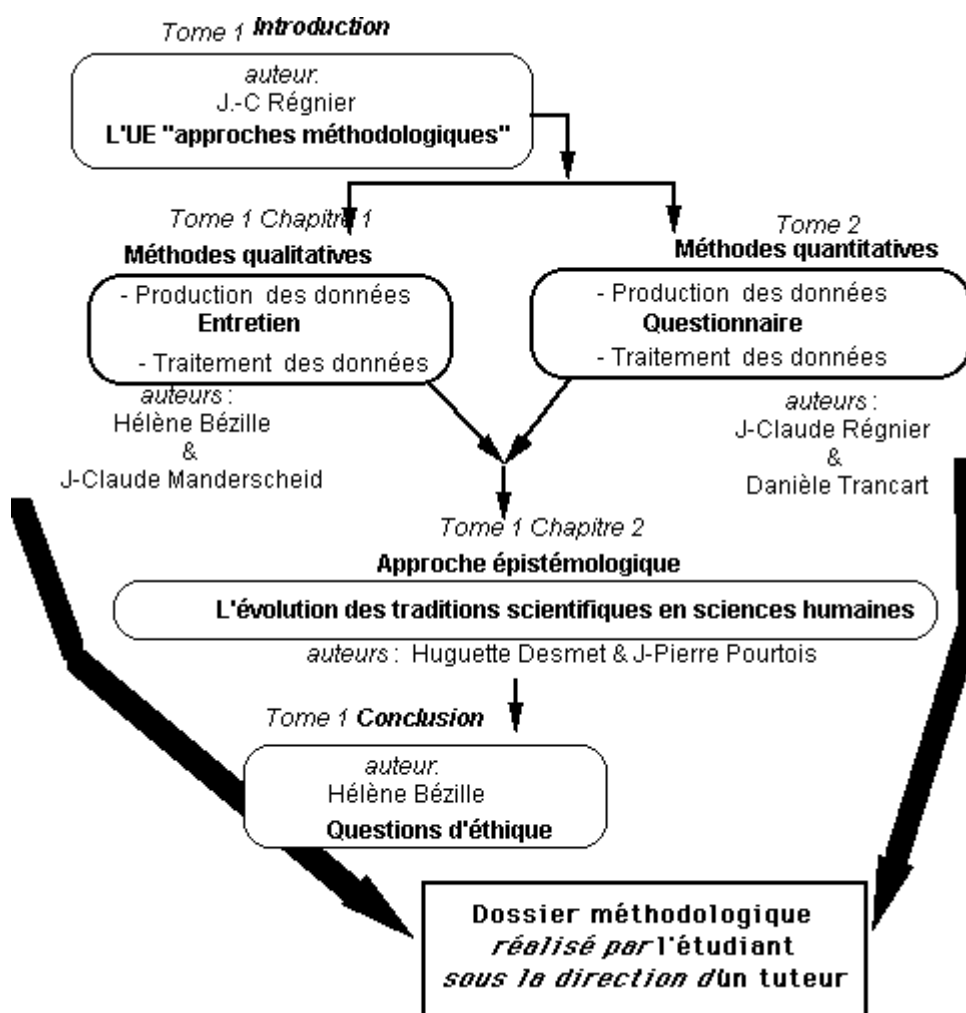 Tome 1 Introduction
auteur:
J.-C Régnier
L'UE "approches méthodologiques"
Tome 1 Chapitre 1
Méthodes qualitatives
- Production des données
Entretien
- Traitement des données
auteurs :
Hélène Bézille
&
J-Claude Manderscheid
Tome 2
Méthodes quantitatives
- Production des données
Questionnaire
- Traitement des données
auteurs :
J-Claude Régnier
&
Danièle Trancart
Tome 1 Chapitre 2
Approche épistémologique
L'évolution des traditions scientifiques en sciences humaines
auteurs : Huguette Desmet & J-Pierre Pourtois
Tome 1 Conclusion
auteur:
Hélène Bézille
Questions d'éthique
Dossier méthodologique
réalisé par l'étudiant
sous la direction d'un tuteur